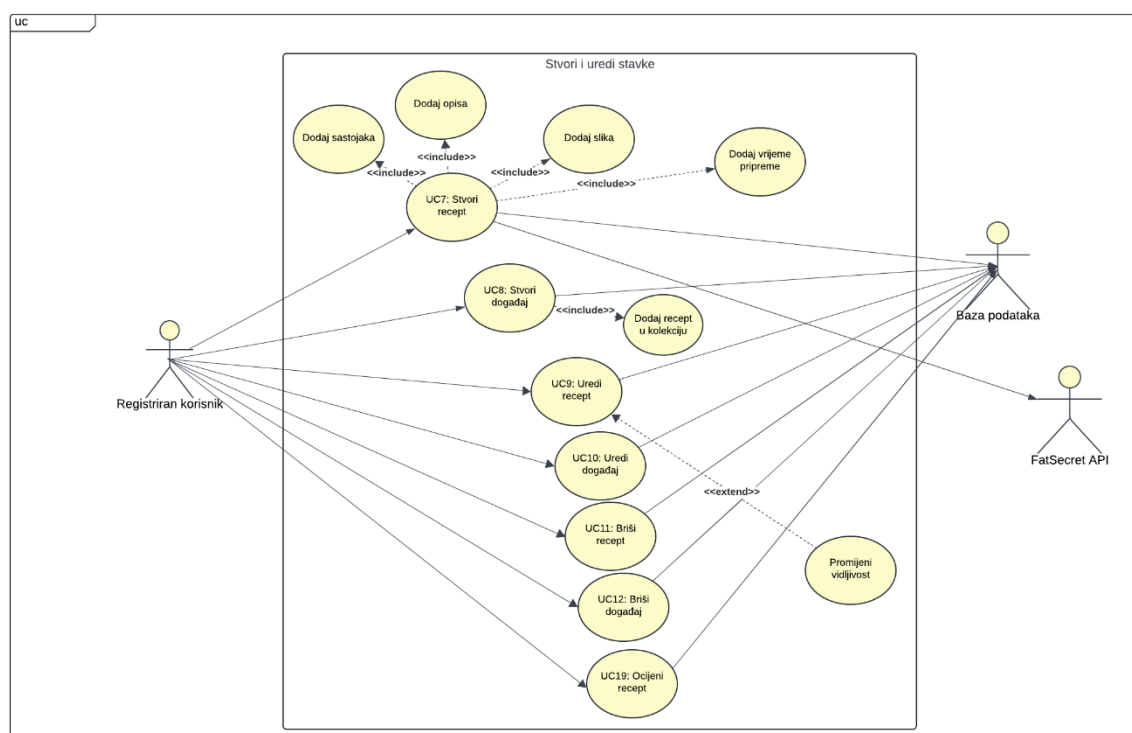 uc
Stvori i uredi stavke
Dodaj opisa
Dodaj sastojaka
Dodaj slika
Dodaj vrijeme
pripreme
<<include>>
<<include>>
<<include>>
<<include>>
UC7: Stvori
recept
UC8: Stvori
događaj
<<include>>
Dodaj recept
u kolekciju
Baza podataka
Registriran korisnik
UC9: Uredi
recept
FatSecret API
UC10: Uredi
događaj
<<extend>>
UC11: Briši
recept
Promijeni
vidljivost
UC12: Briši
događaj
UC19: Ocijeni
recept